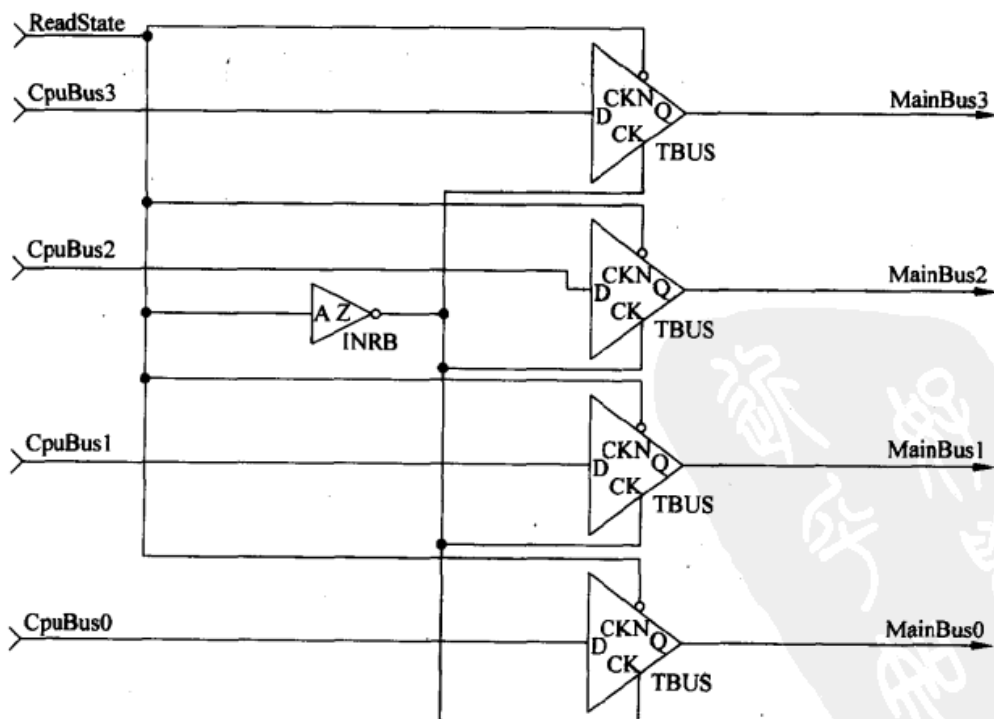 ReadState
CpuBus3
D
CKN
CK
Q
TBUS
MainBus3
CpuBus2
D
CKN
CK
Q
TBUS
MainBus2
A Z
INRB
CpuBus1
D
CKN
CK
Q
TBUS
MainBus1
CpuBus0
D
CKN
CK
Q
TBUS
MainBus0